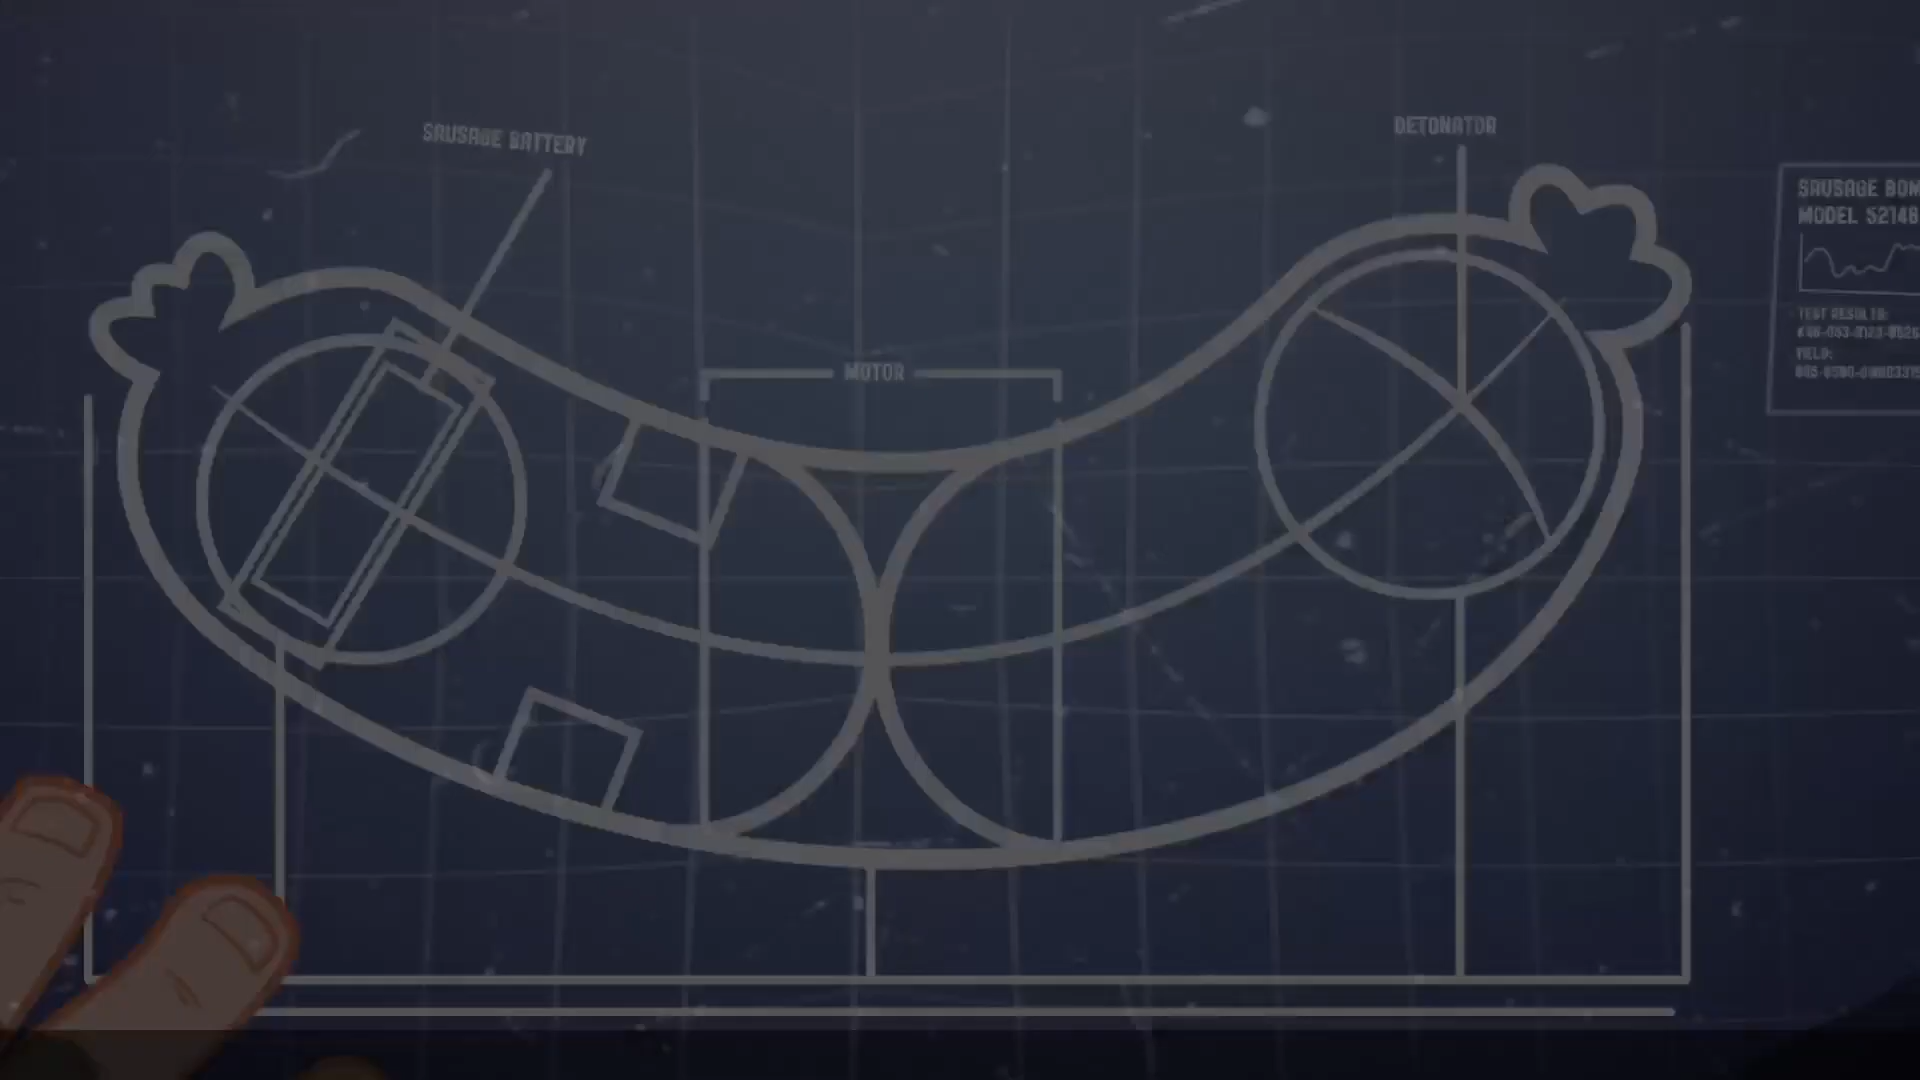 SAUSAGE BATTERY
DETONATOR
MOTOR
SAUSAGE BOM
MODEL 52148
TEST RESULTS:
YIELD: